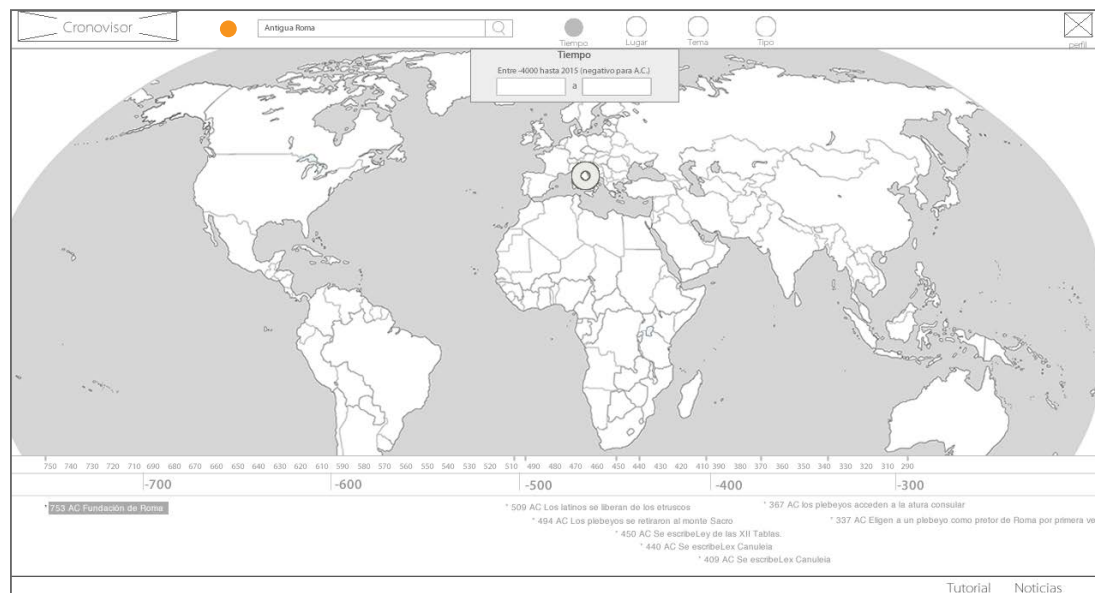 Cronovisor
Antigua Roma
Tiempo
Lugar
Tema
Tipo
perfil
Tiempo
Entre -4000 hasta 2015 (negativo para A.C.)
a
750 740 730 720 710 690 680 670 660 650 640 630 620 610 590 580 570 560 550 540 530 520 510 490 480 470 460 450 440 430 420 410 390 380 370 360 350 340 330 320 310 290
-700 -600 -500 -400 -300
* 753 AC Fundación de Roma
* 509 AC Los latinos se liberan de los etruscos
* 367 AC los plebeyos acceden a la atura consular
* 494 AC Los plebeyos se retiraron al monte Sacro
* 337 AC Eligen a un plebeyo como pretor de Roma por primera ve
* 450 AC Se escribeLey de las XII Tablas.
* 440 AC Se escribeLex Canuleia
* 409 AC Se escribeLex Canuleia
Tutorial Noticias